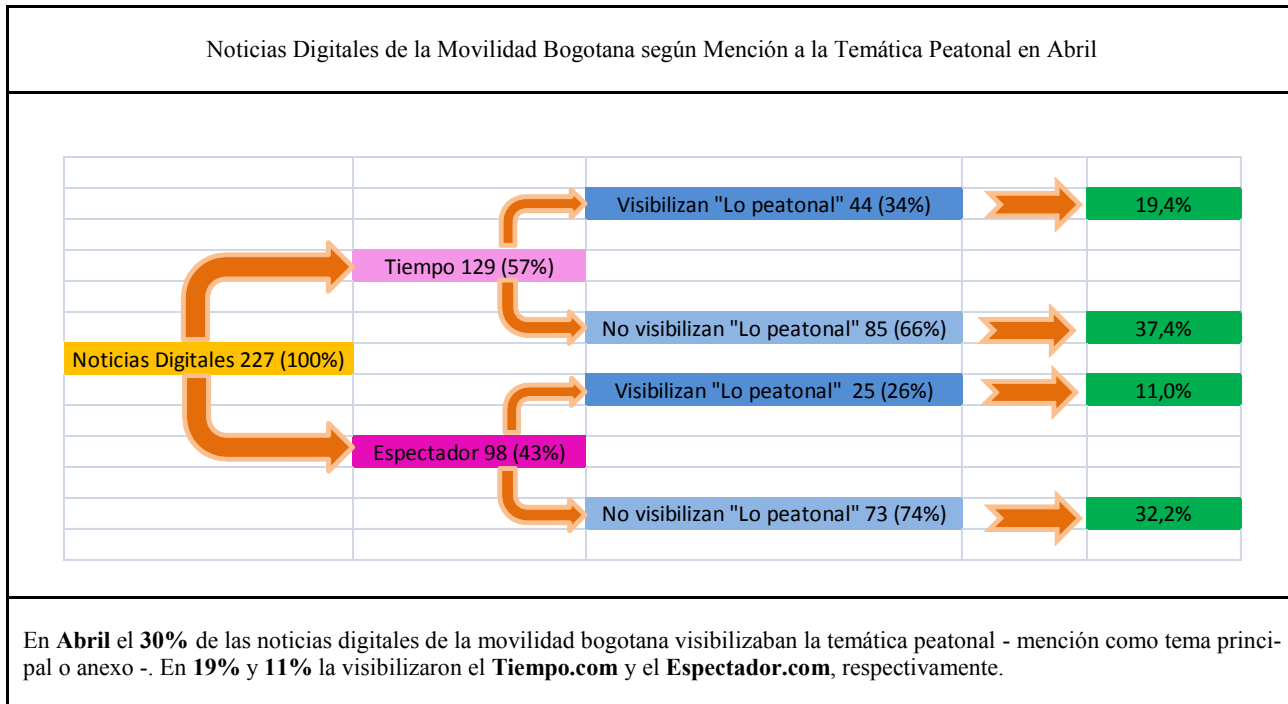 Noticias Digitales de la Movilidad Bogotana según Mención a la Temática Peatonal en Abril
Visibilizan "Lo peatonal" 44 (34%)
19,4%
Tiempo 129 (57%)
No visibilizan "Lo peatonal" 85 (66%)
37,4%
Noticias Digitales 227 (100%)
Visibilizan "Lo peatonal" 25 (26%)
11,0%
Espectador 98 (43%)
No visibilizan "Lo peatonal" 73 (74%)
32,2%
En Abril el 30% de las noticias digitales de la movilidad bogotana visibilizaban la temática peatonal - mención como tema princi-
pal o anexo -. En 19% y 11% la visibilizaron el Tiempo.com y el Espectador.com, respectivamente.